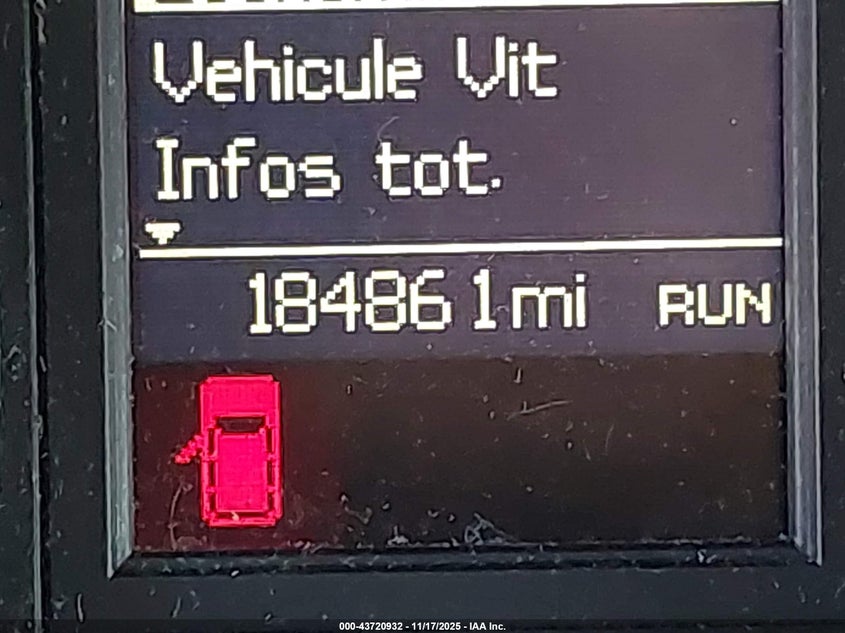 Vehicule Vit
Infos tot.
184861mi RUN
000-43720932 - 11/17/2025 - IAA Inc.